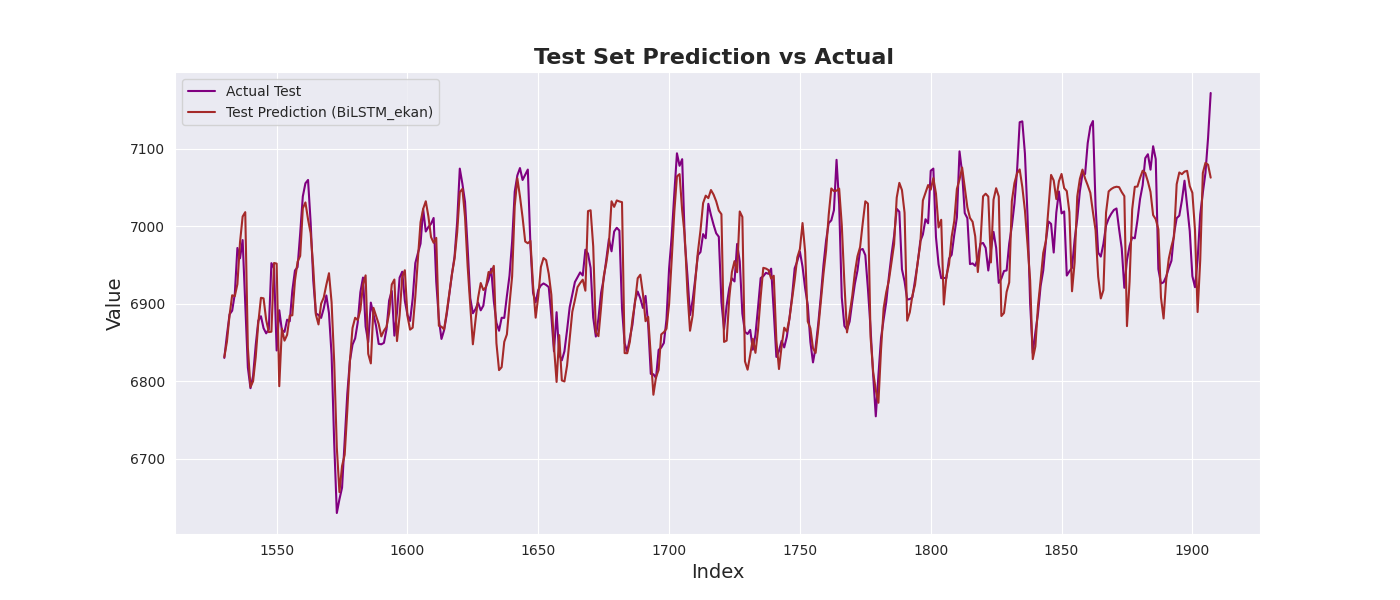 Test Set Prediction vs Actual
Actual Test
Test Prediction (BiLSTM_ekan)
Value
7100
7000
6900
6800
6700
1550
1600
1650
1700
1750
1800
1850
1900
Index